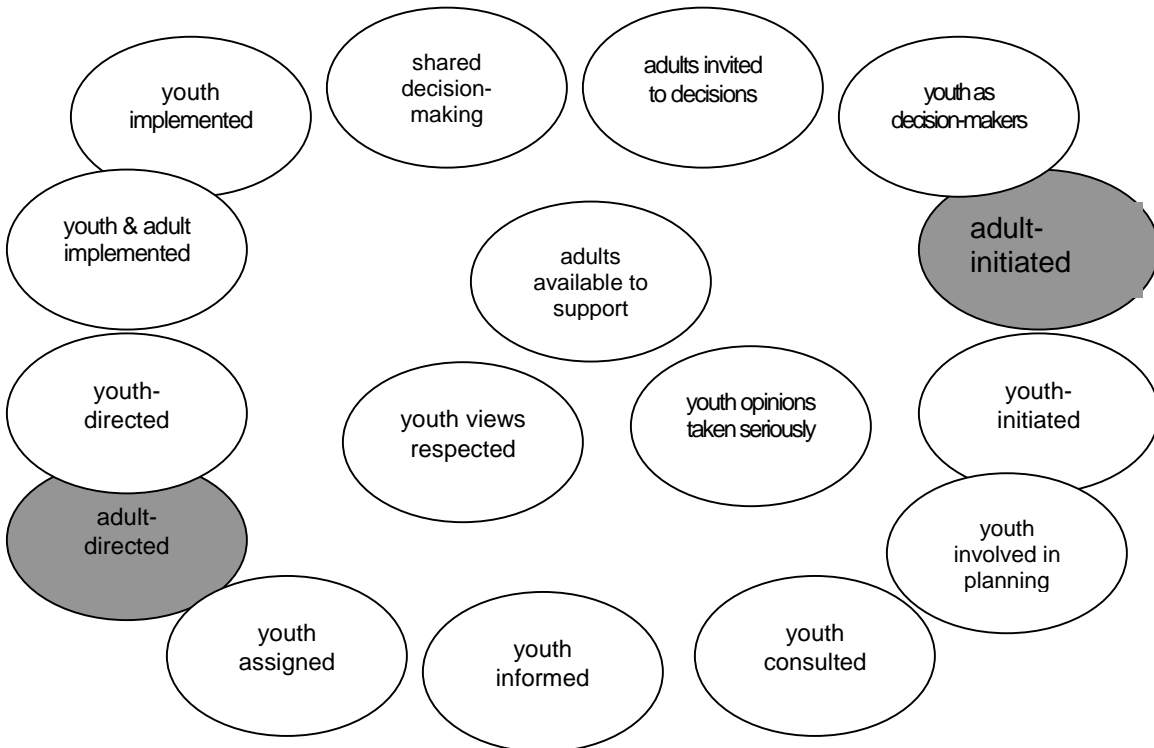 youth
implemented
shared
decision-
making
adults invited
to decisions
youth as
decision-makers
youth & adult
implemented
adults
available to
support
adult-
initiated
youth-
directed
youth views
respected
youth opinions
taken seriously
youth-
initiated
adult-
directed
youth
involved in
planning
youth
assigned
youth
informed
youth
consulted